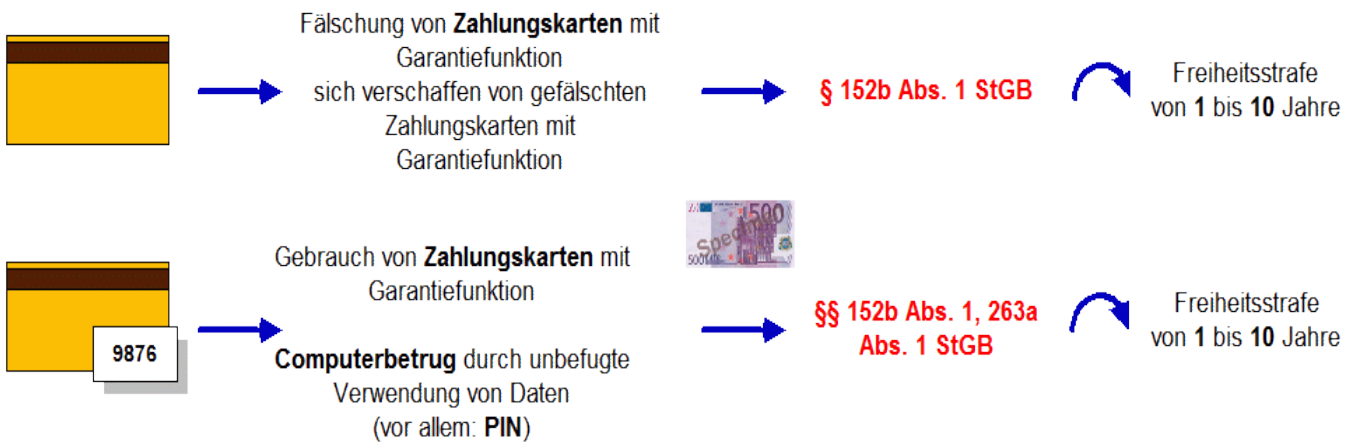 Fälschung von Zahlungskarten mit
Garantiefunktion
sich verschaffen von gefälschten
Zahlungskarten mit
Garantiefunktion
§ 152b Abs. 1 StGB
Freiheitsstrafe
von 1 bis 10 Jahre
9876
Gebrauch von Zahlungskarten mit
Garantiefunktion
Computerbetrug durch unbefugte
Verwendung von Daten
(vor allem: PIN)
500
Specimen
500
§§ 152b Abs. 1, 263a
Abs. 1 StGB
Freiheitsstrafe
von 1 bis 10 Jahre